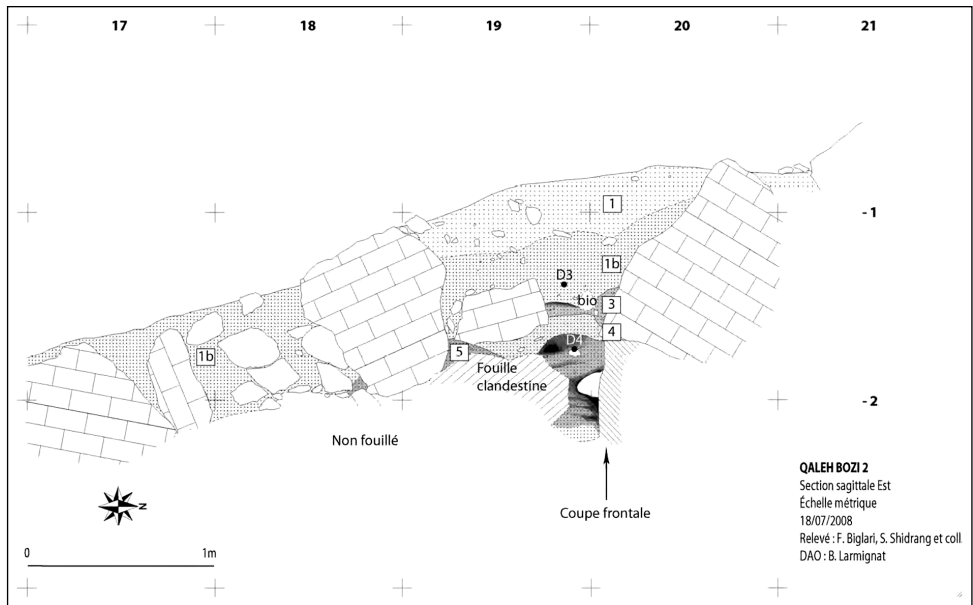 17 18 19 20 21
1
- 1
1b
D3
bio
3
4
D4
1b
5
Fouille
clandestine
- 2
Non fouillé
Coupe frontale
N
0 1m
QALEH BOZI 2
Section sagittale Est
Échelle métrique
18/07/2008
Relevé : F. Biglari, S. Shidrang et coll
DAO : B. Larmignat